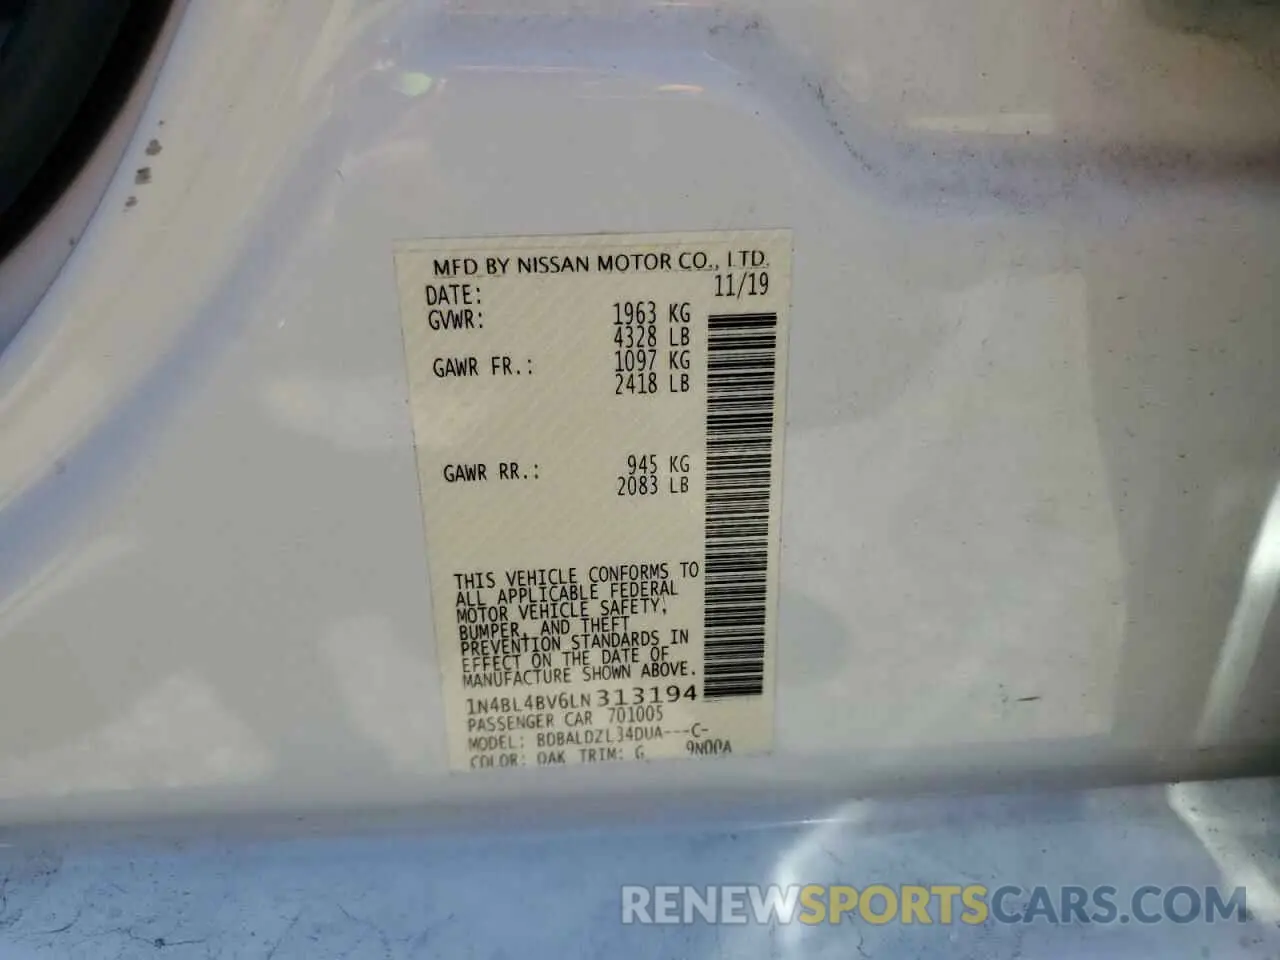 MFD BY NISSAN MOTOR CO., LTD.
DATE: 11/19
GVWR: 1963 KG
4328 LB
GAWR FR.: 1097 KG
2418 LB
GAWR RR.: 945 KG
2083 LB
THIS VEHICLE CONFORMS TO
ALL APPLICABLE FEDERAL
MOTOR VEHICLE SAFETY,
BUMPER, AND THEFT
PREVENTION STANDARDS IN
EFFECT ON THE DATE OF
MANUFACTURE SHOWN ABOVE.
1N4BL4BV6LN313194
PASSENGER CAR 701005
MODEL: BDBALDZL34DUA---C-
COLOR: QAK TRIM: G 9N00A
RENEWSPORTSCARS.COM